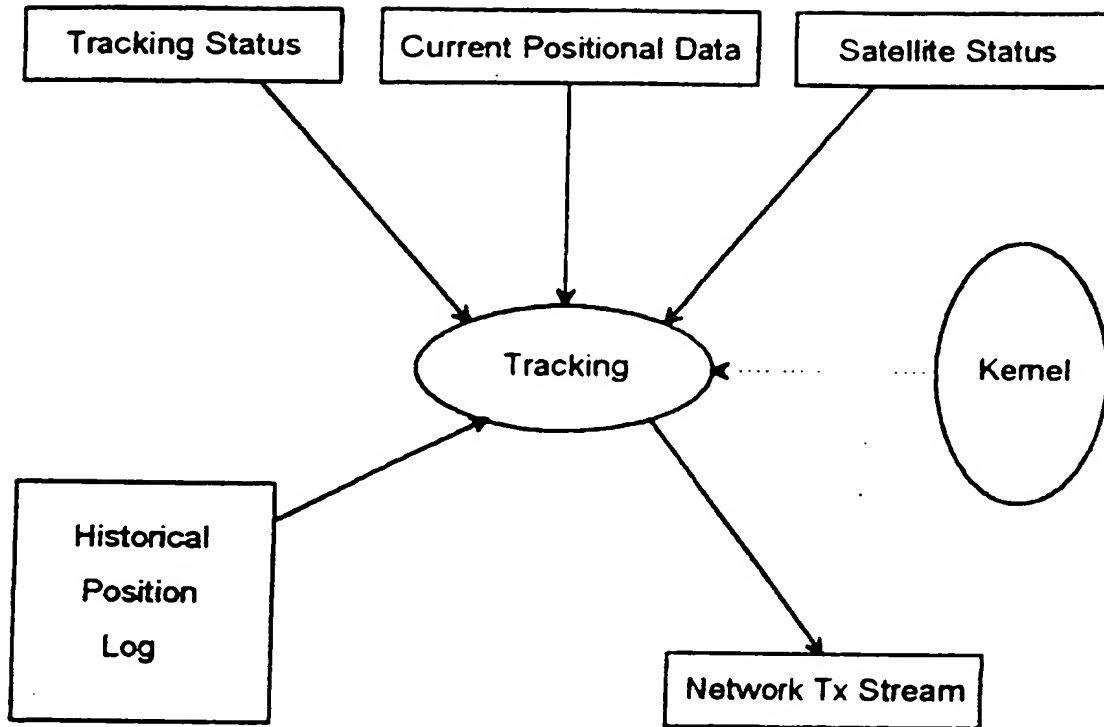 Tracking Status
Current Positional Data
Satellite Status
Tracking
Kernel
Historical
Position
Log
Network Tx Stream